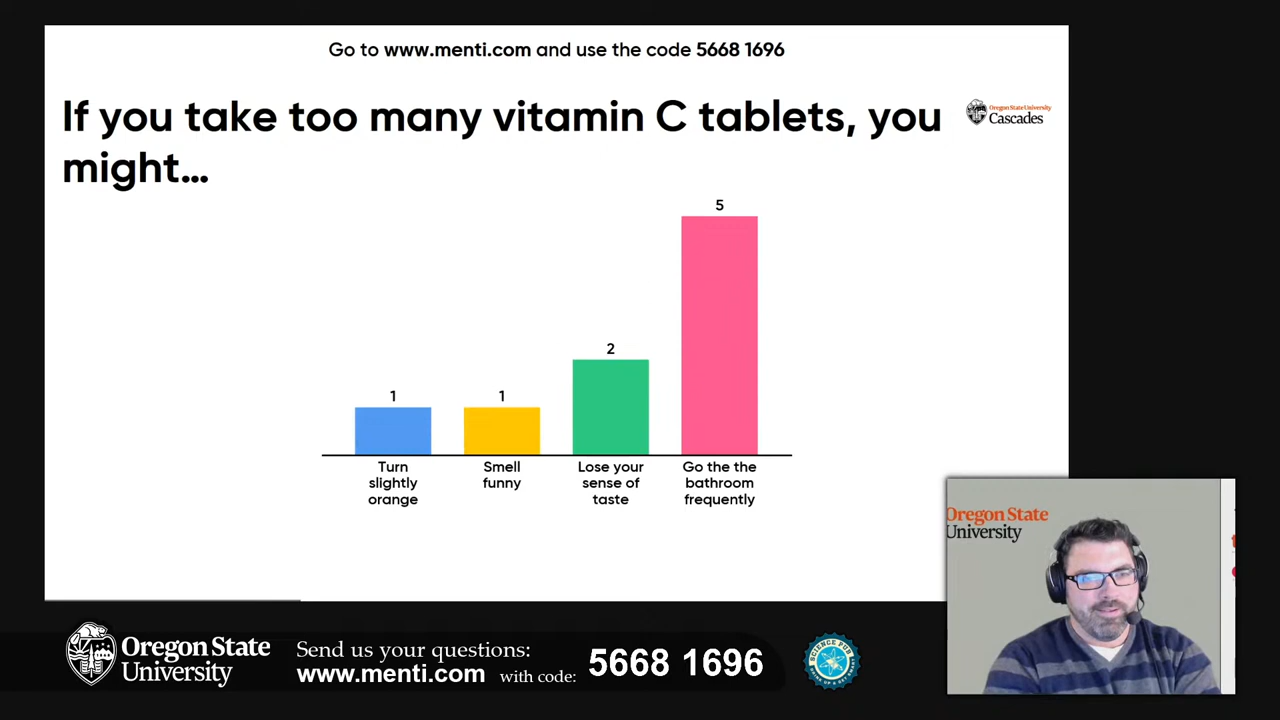 Go to www.menti.com and use the code 5668 1696
If you take too many vitamin C tablets, you
might...
Oregon State University
Cascades
5
2
1
1
Turn
slightly
orange
Smell
funny
Lose your
sense of
taste
Go the the
bathroom
frequently
Oregon State
University
Oregon State
University
Send us your questions:
www.menti.com with code:
5668 1696
SCIENCE PUB